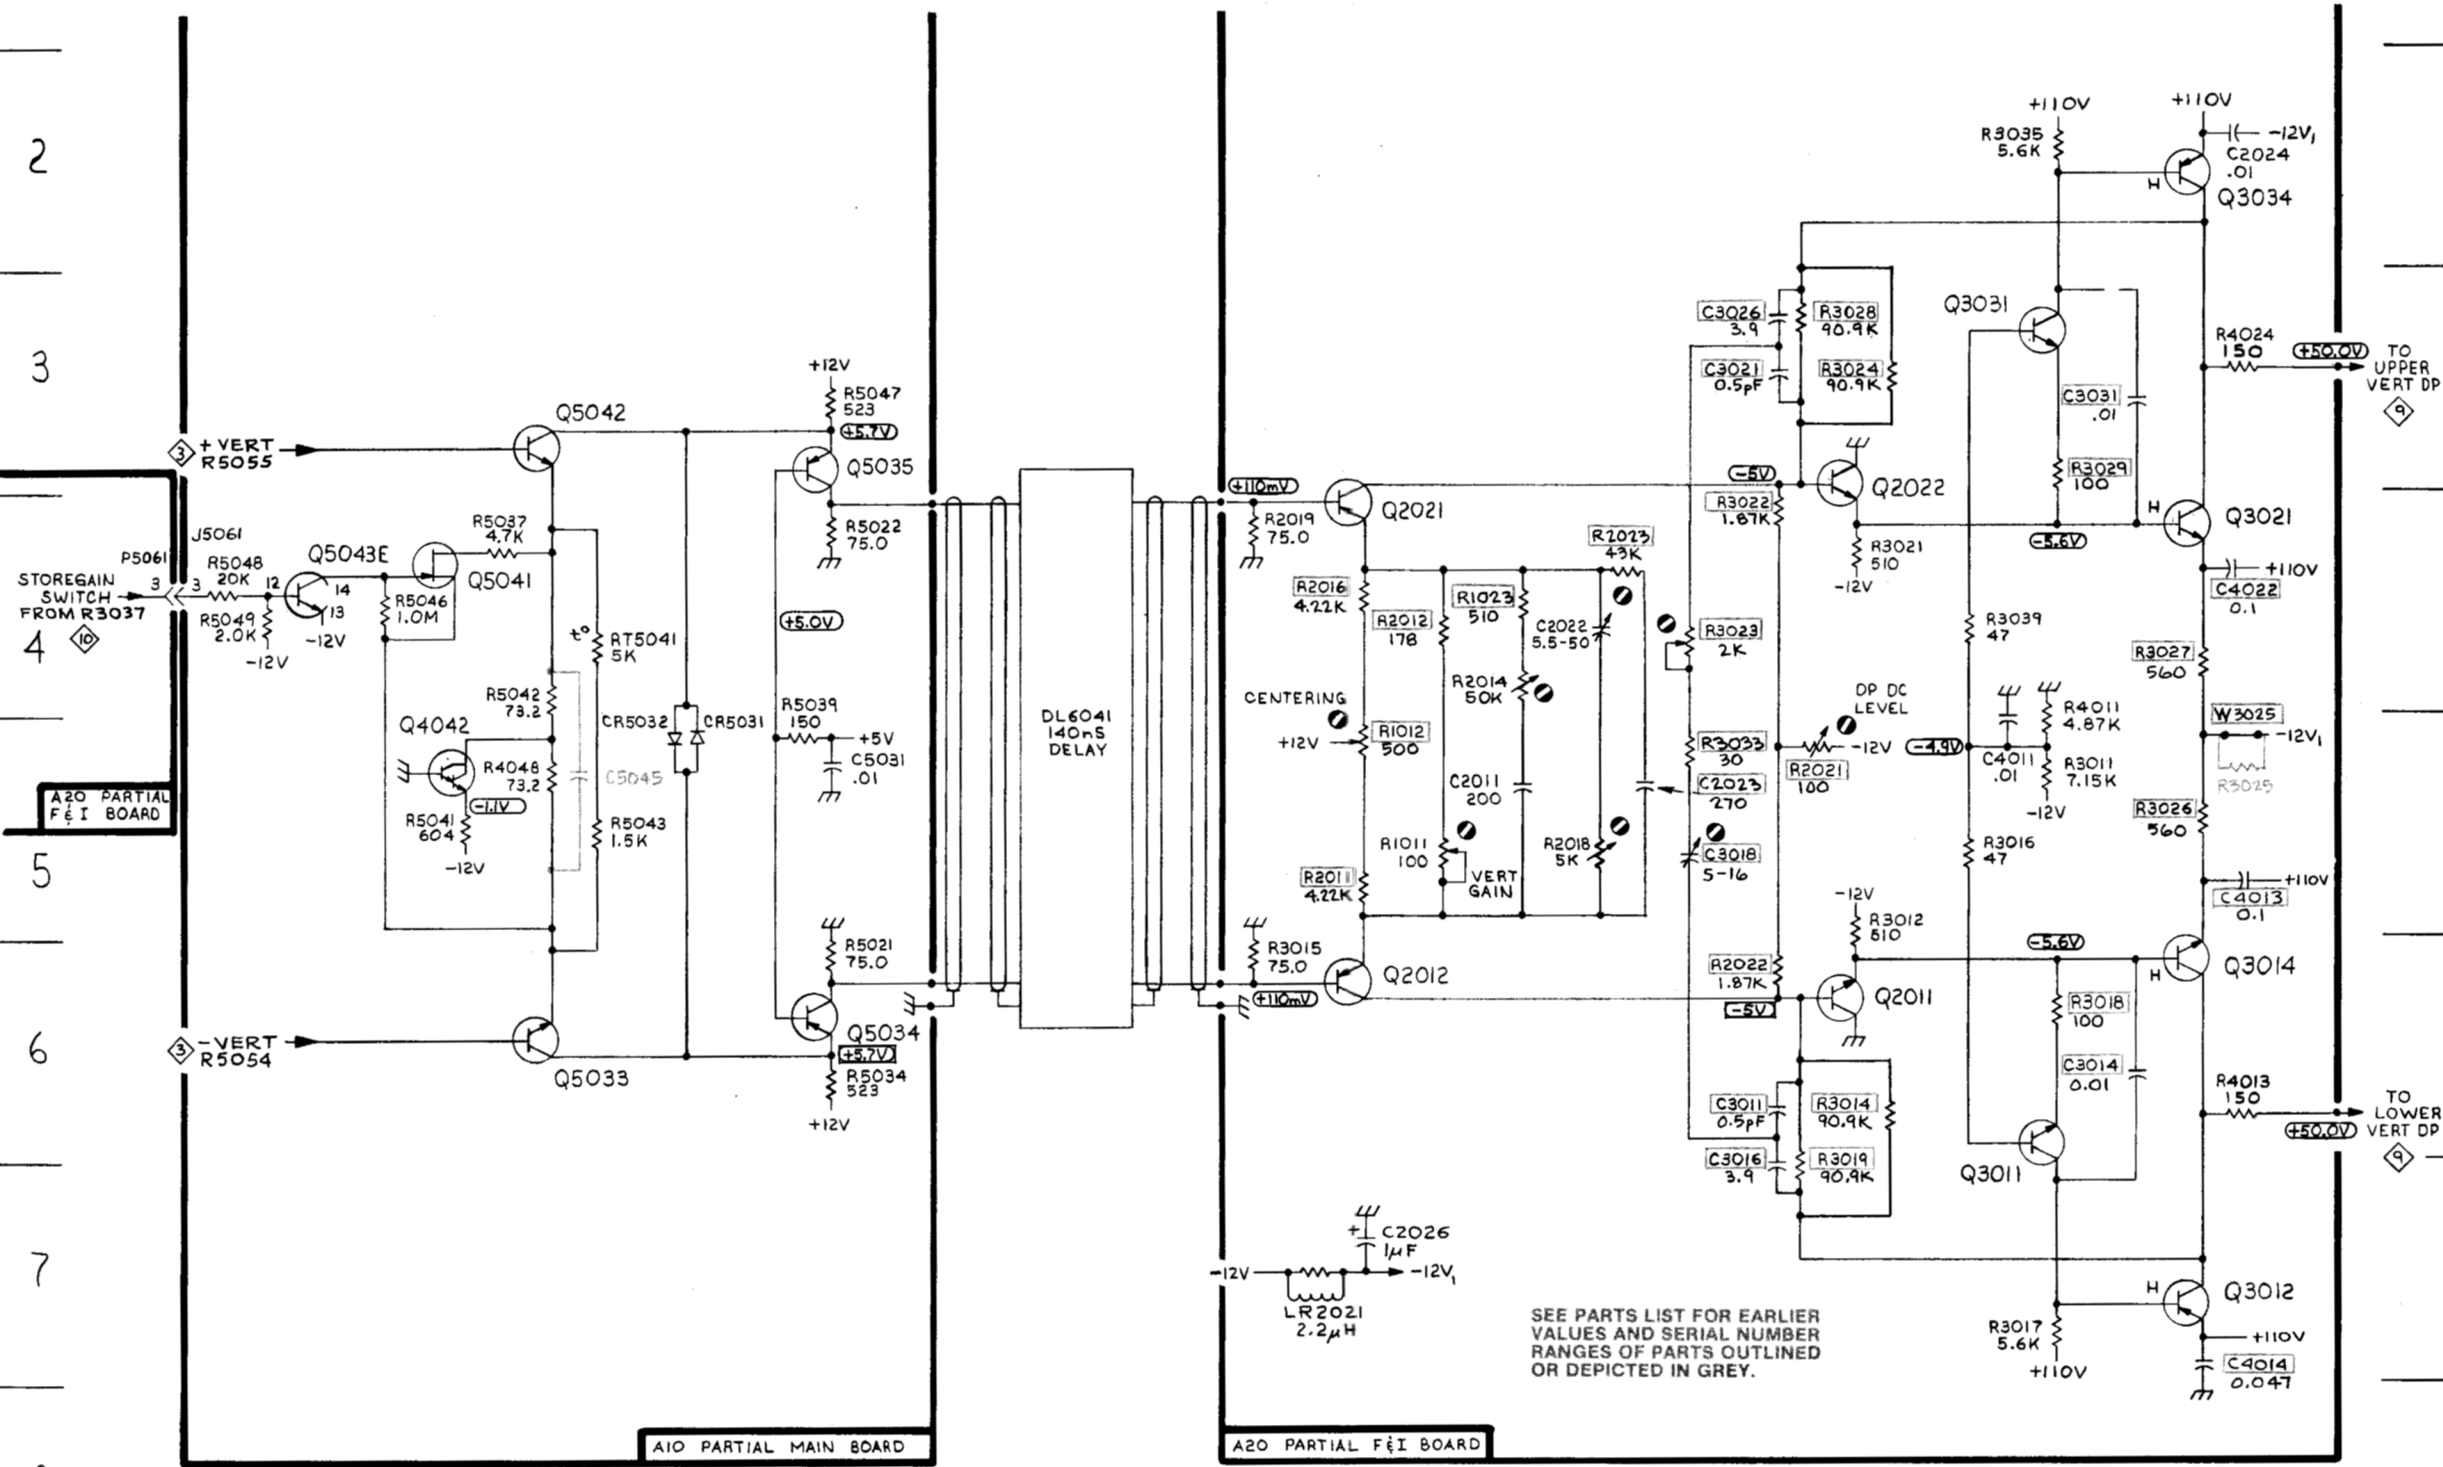 2
3
4
5
6
7
3
+ VERT
R5055
Q5042
+12V
R5047
523
+5.7V
Q5035
R5022
75.0
P5061
J5061
STOREGAIN
SWITCH
FROM R3037
10
3
3
R5048
20K
12
Q5043E
14
13
-12V
R5049
2.0K
-12V
R5037
4.7K
Q5041
R5046
1.0M
t°
RT5041
5K
+5.0V
R5042
73.2
Q4042
R4048
73.2
C5045
-1.1V
R5041
604
-12V
R5043
1.5K
CR5032
CR5031
R5039
150
+5V
C5031
.01
A20 PARTIAL
F&I BOARD
R5021
75.0
3
-VERT
R5054
Q5033
Q5034
+5.7V
R5034
523
+12V
A10 PARTIAL MAIN BOARD
DL6041
140nS
DELAY
+110mV
R2019
75.0
Q2021
R2016
4.22K
R2012
178
R1023
510
R2023
43K
C2022
5.5-50
R2014
50K
CENTERING
+12V
R1012
500
C2011
200
C2023
270
R1011
100
VERT
GAIN
R2018
5K
R2011
4.22K
R3015
75.0
+110mV
Q2012
C3026
3.9
R3028
90.9K
C3021
0.5pF
R3024
90.9K
-5V
R3022
1.87K
Q2022
R3021
510
-12V
R3023
2K
R3033
30
DP DC
LEVEL
-12V
R2021
100
C3018
5-16
-12V
R3012
510
R2022
1.87K
-5V
Q2011
C3011
0.5pF
R3014
90.9K
C3016
3.9
R3019
90.9K
+110V
+110V
R3035
5.6K
-12V₁
C2024
.01
H
Q3034
Q3031
C3031
.01
R3029
100
R4024
150
+50.0V
TO
UPPER
VERT DP
9
H
Q3021
-5.6V
+110V
C4022
0.1
R3039
47
R3027
560
-4.9V
C4011
.01
R4011
4.87K
R3011
7.15K
-12V
W3025
-12V₁
R3025
R3026
560
R3016
47
+110V
C4013
0.1
-5.6V
H
Q3014
R3018
100
C3014
0.01
R4013
150
+50.0V
TO
LOWER
VERT DP
9
Q3011
H
Q3012
R3017
5.6K
+110V
+110V
C4014
0.047
-12V
LR2021
2.2µH
+
C2026
1µF
-12V₁
SEE PARTS LIST FOR EARLIER
VALUES AND SERIAL NUMBER
RANGES OF PARTS OUTLINED
OR DEPICTED IN GREY.
A20 PARTIAL F&I BOARD